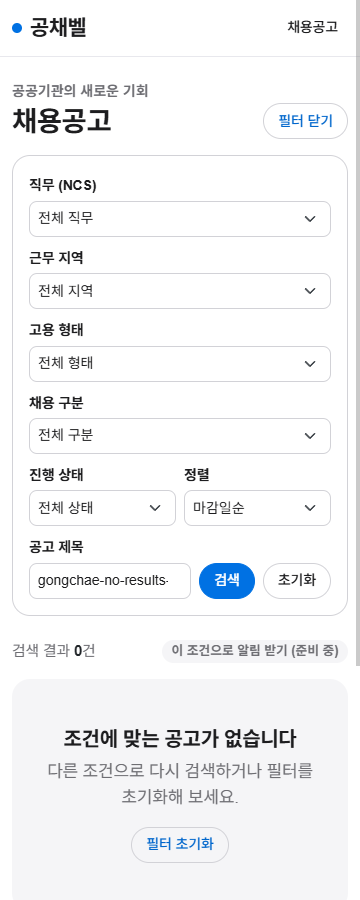 공채벨
채용공고
공공기관의 새로운 기회
채용공고
필터 닫기
직무 (NCS)
전체 직무
근무 지역
전체 지역
고용 형태
전체 형태
채용 구분
전체 구분
진행 상태
정렬
전체 상태
마감일순
공고 제목
gongchae-no-results-
검색
초기화
검색 결과 0건
이 조건으로 알림 받기 (준비 중)
조건에 맞는 공고가 없습니다
다른 조건으로 다시 검색하거나 필터를
초기화해 보세요.
필터 초기화